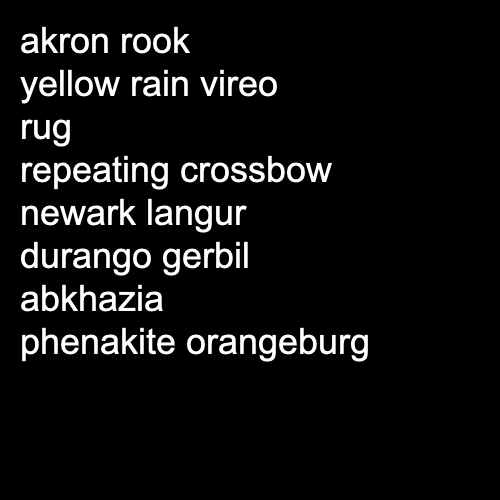 akron rook
yellow rain vireo
rug
repeating crossbow
newark langur
durango gerbil
abkhazia
phenakite orangeburg